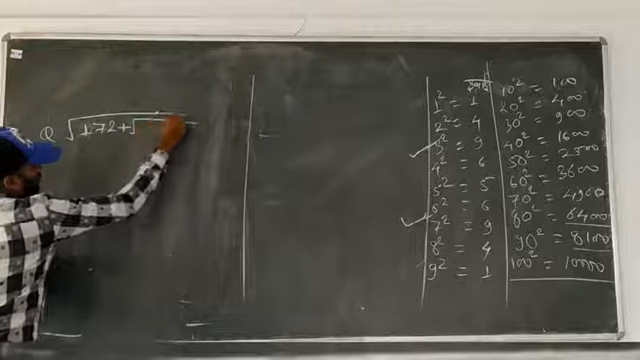 Q √172+√
1² = 1
2² = 4
3² = 9
4² = 6
5² = 5
6² = 6
7² = 9
8² = 4
9² = 1
10² = 100
20² = 400
30² = 900
40² = 1600
50² = 2500
60² = 3600
70² = 4900
80² = 6400
90² = 8100
100² = 10000